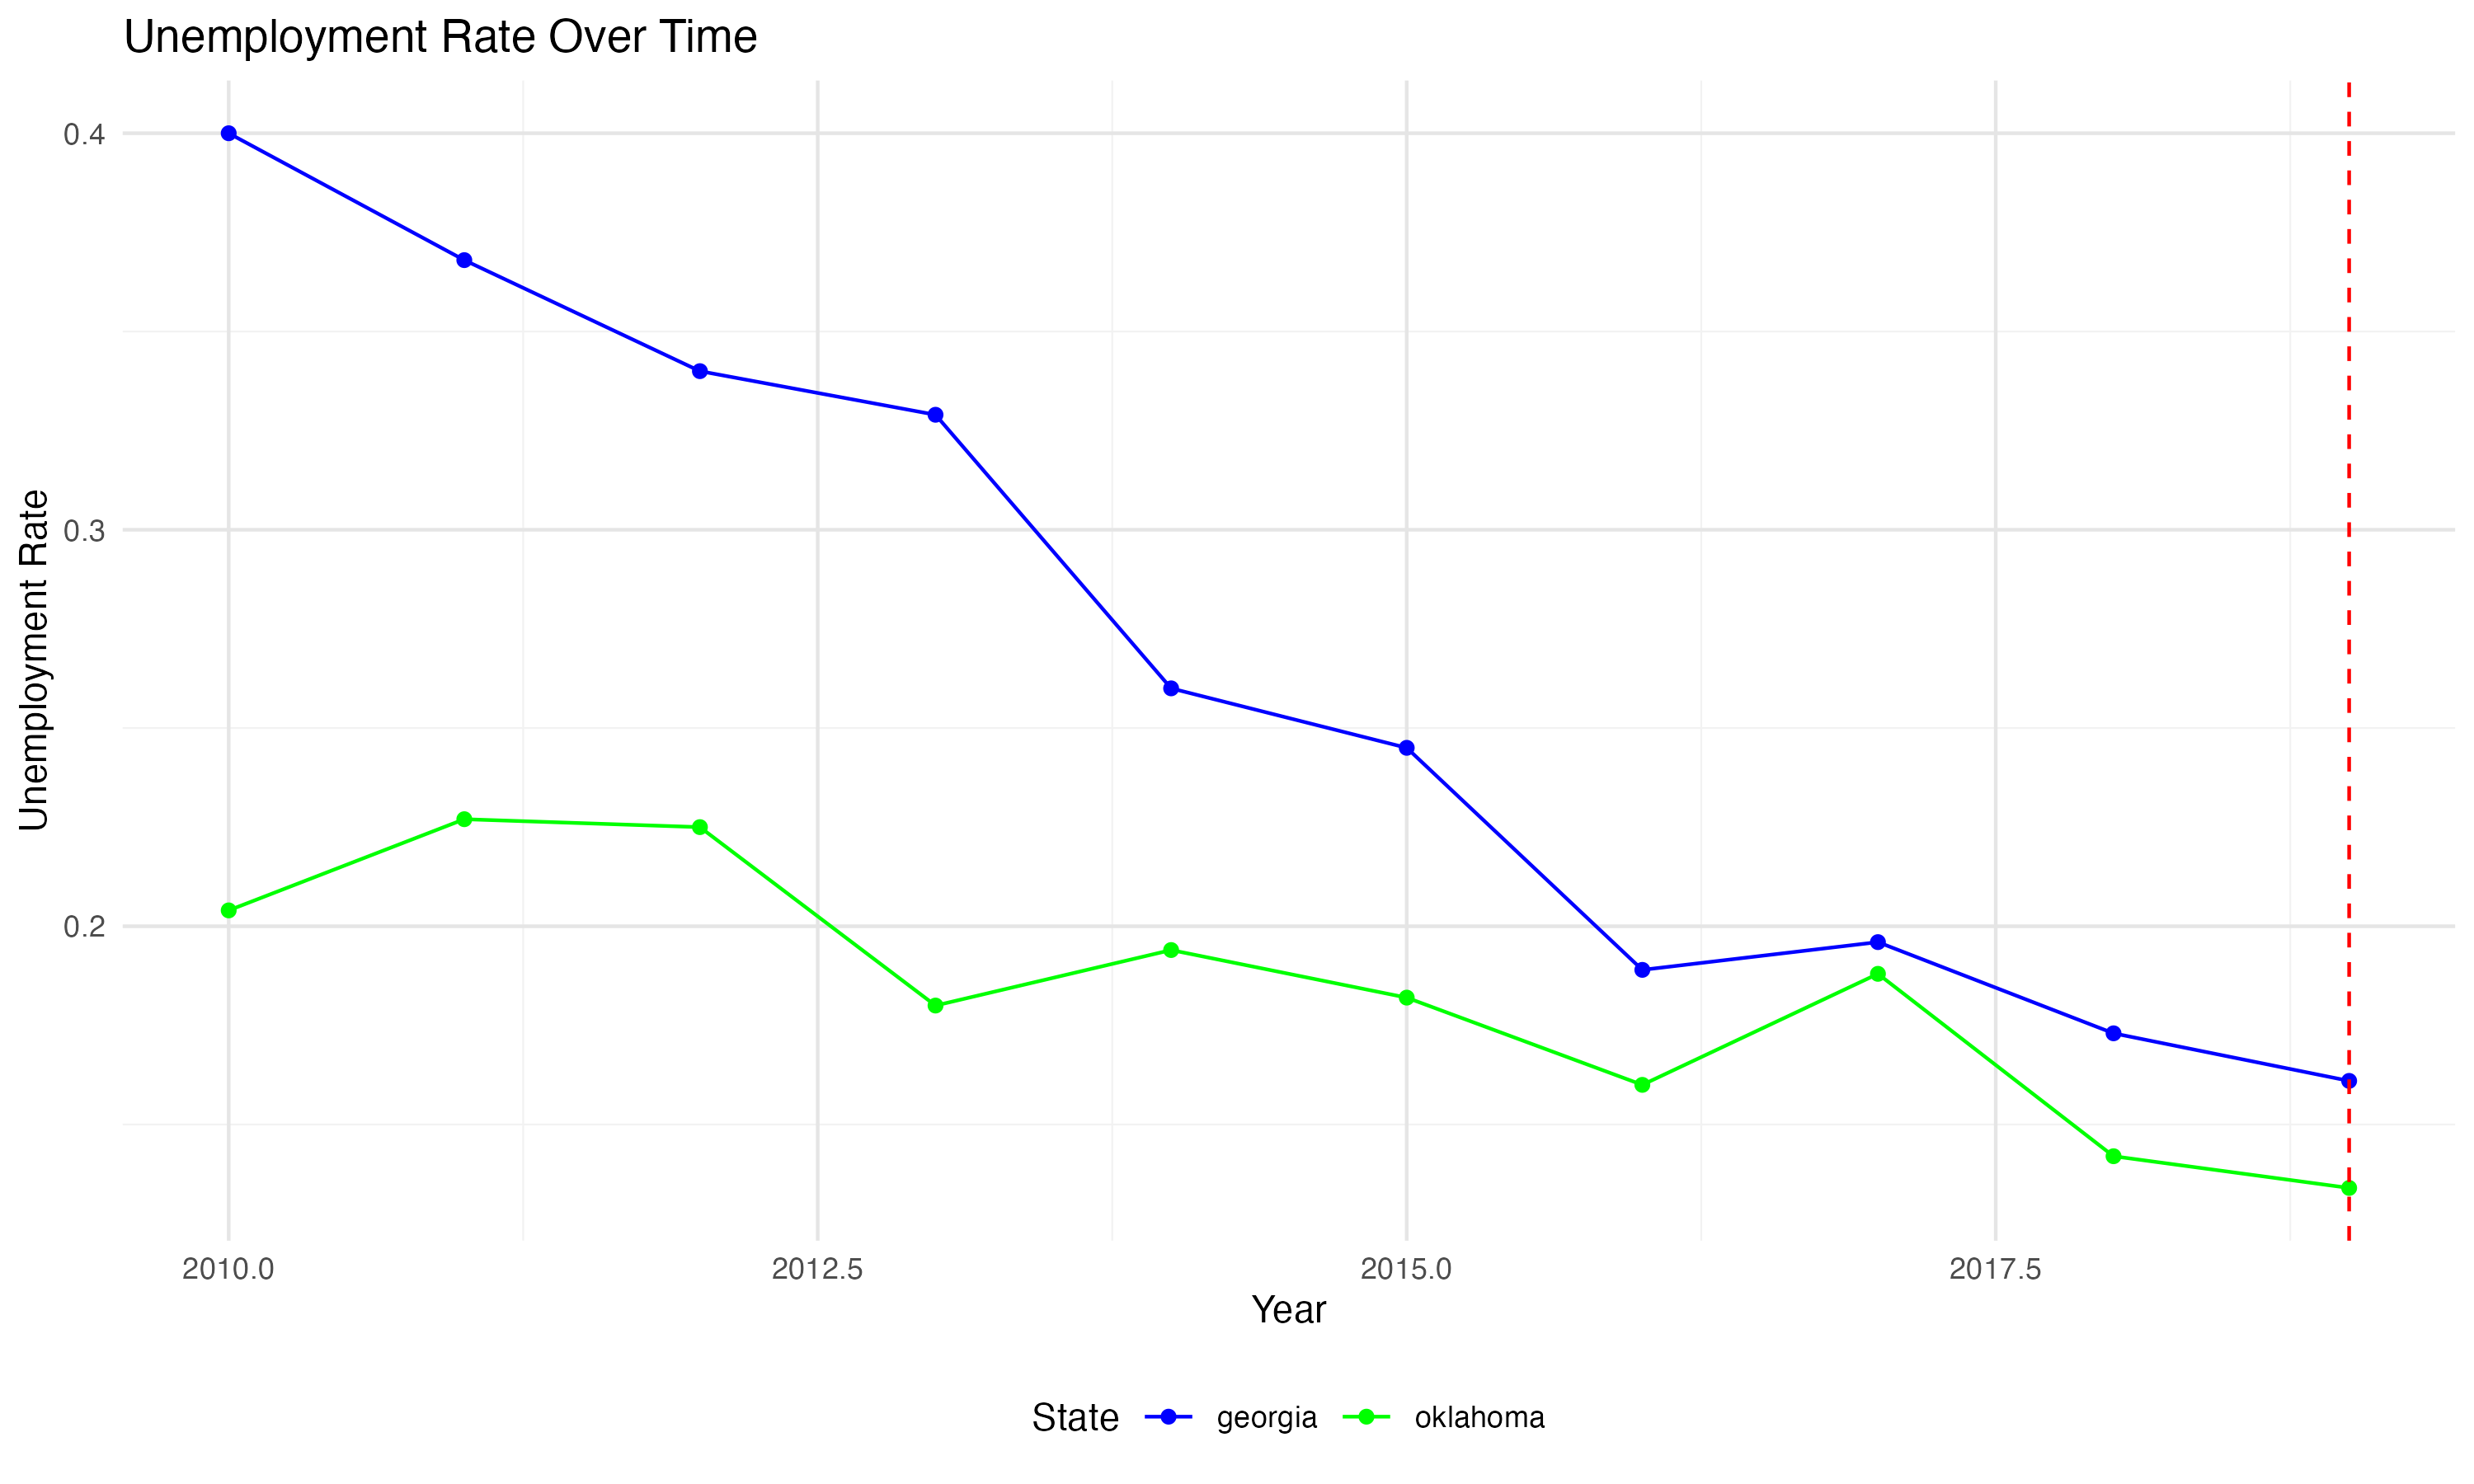 Unemployment Rate Over Time
Unemployment Rate
0.4
0.3
0.2
2010.0 2012.5 2015.0 2017.5
Year
State georgia oklahoma